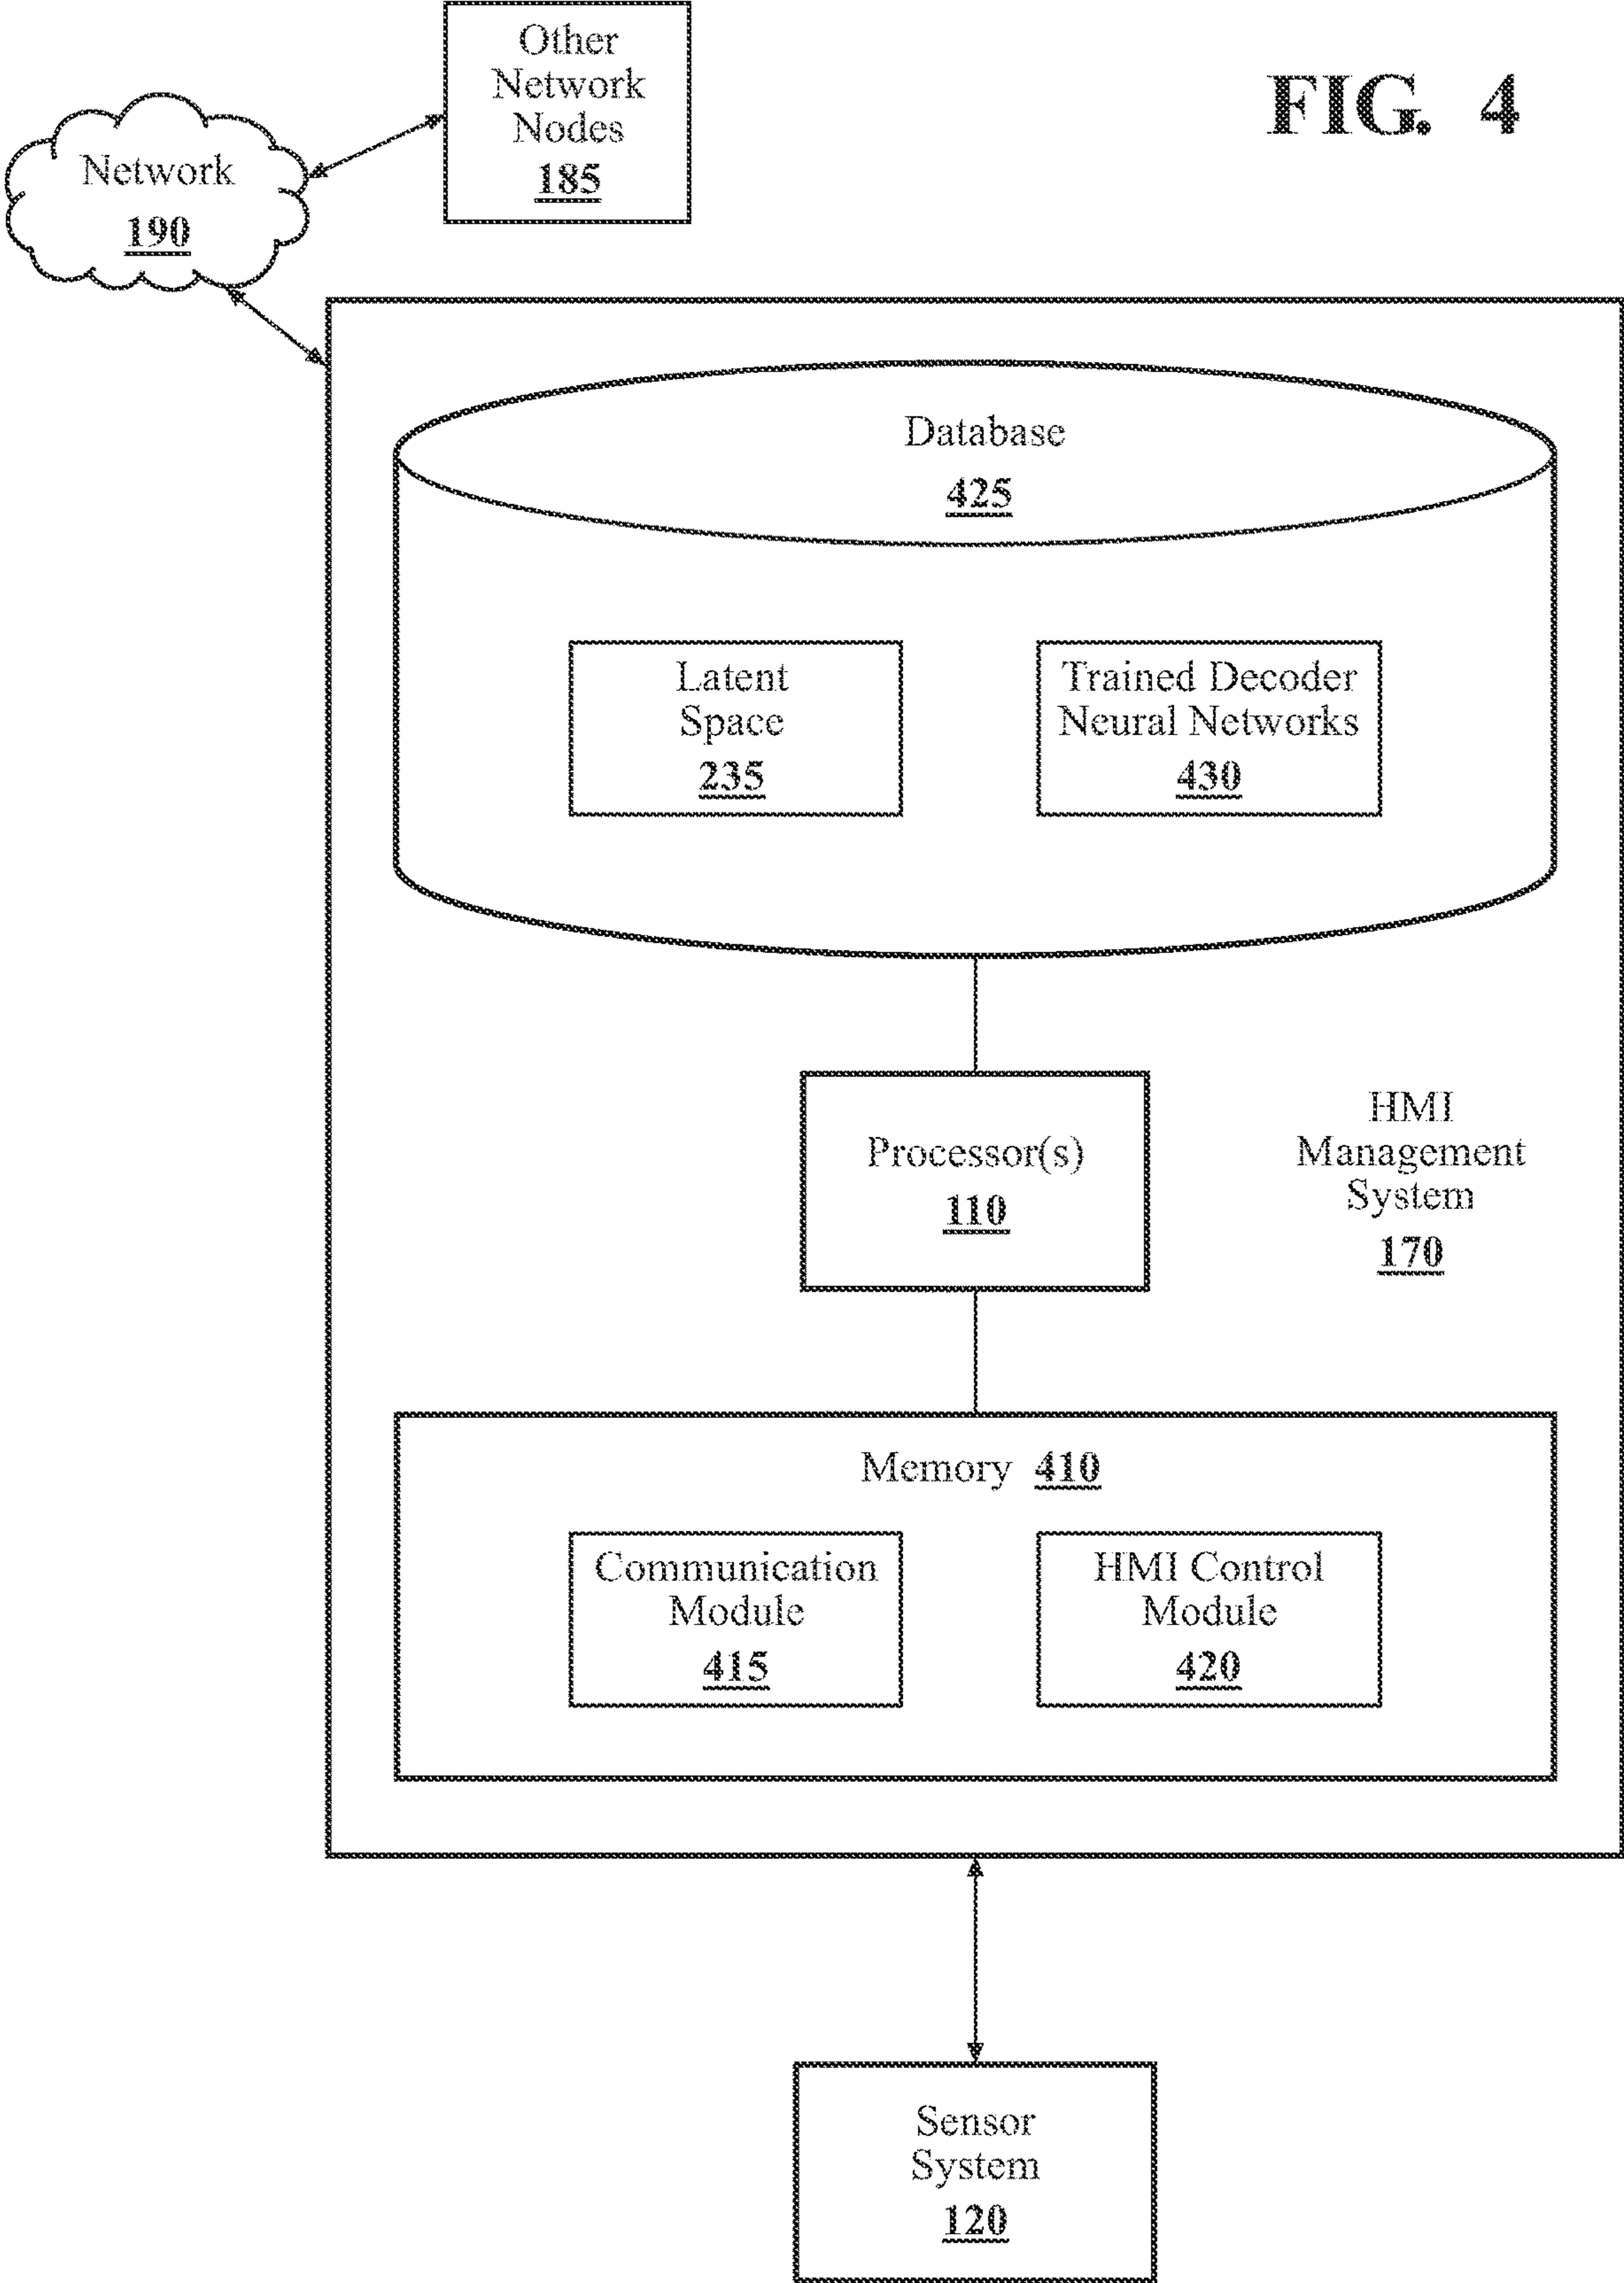 FIG. 4
Other
Network
Nodes
185
Network
190
Database
425
Latent
Space
235
Trained Decoder
Neural Networks
430
Processor(s)
110
HMI
Management
System
170
Memory 410
Communication
Module
415
HMI Control
Module
420
Sensor
System
120